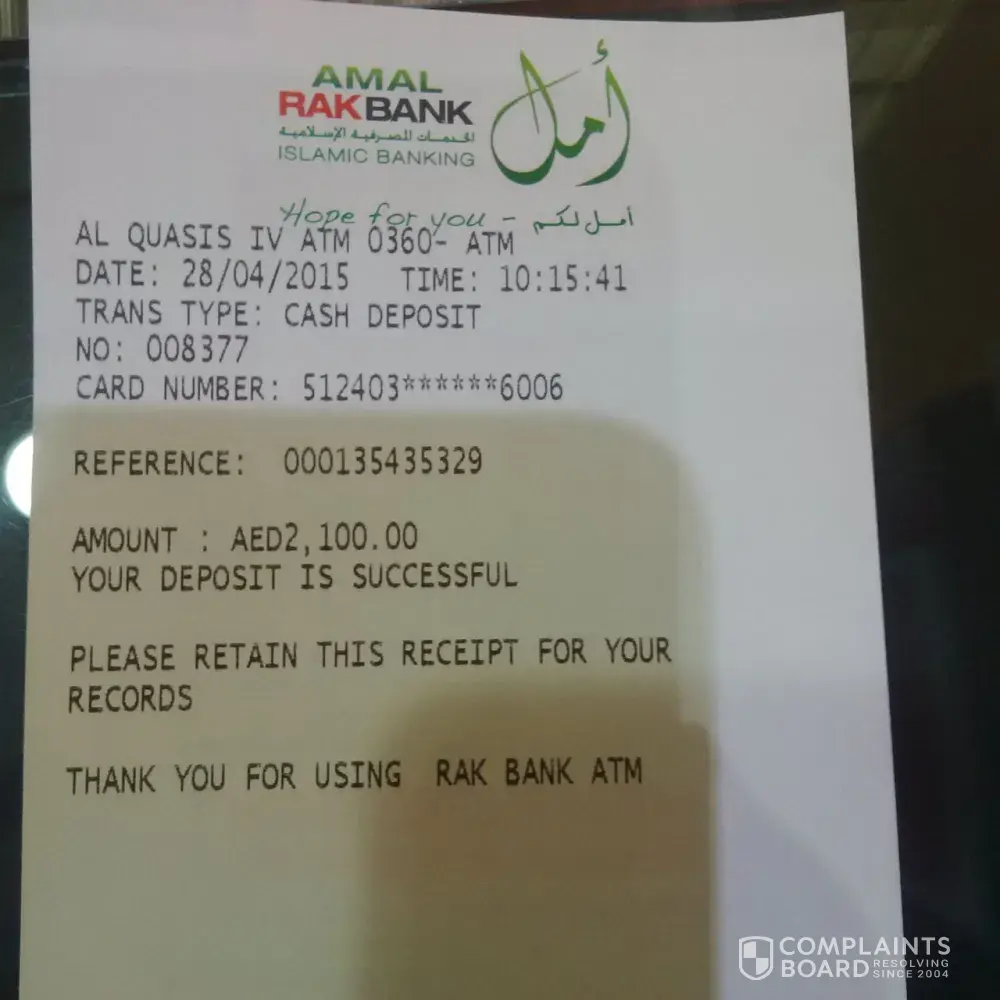 AMAL
RAKBANK
الخدمات المصرفية الإسلامية
ISLAMIC BANKING
أمل
Hope for you - أمل لكم
AL QUASIS IV ATM 0360- ATM
DATE: 28/04/2015 TIME: 10:15:41
TRANS TYPE: CASH DEPOSIT
NO: 008377
CARD NUMBER: 512403******6006
REFERENCE: 000135435329
AMOUNT : AED2,100.00
YOUR DEPOSIT IS SUCCESSFUL
PLEASE RETAIN THIS RECEIPT FOR YOUR
RECORDS
THANK YOU FOR USING RAK BANK ATM
COMPLAINTS
BOARD RESOLVING
SINCE 2004